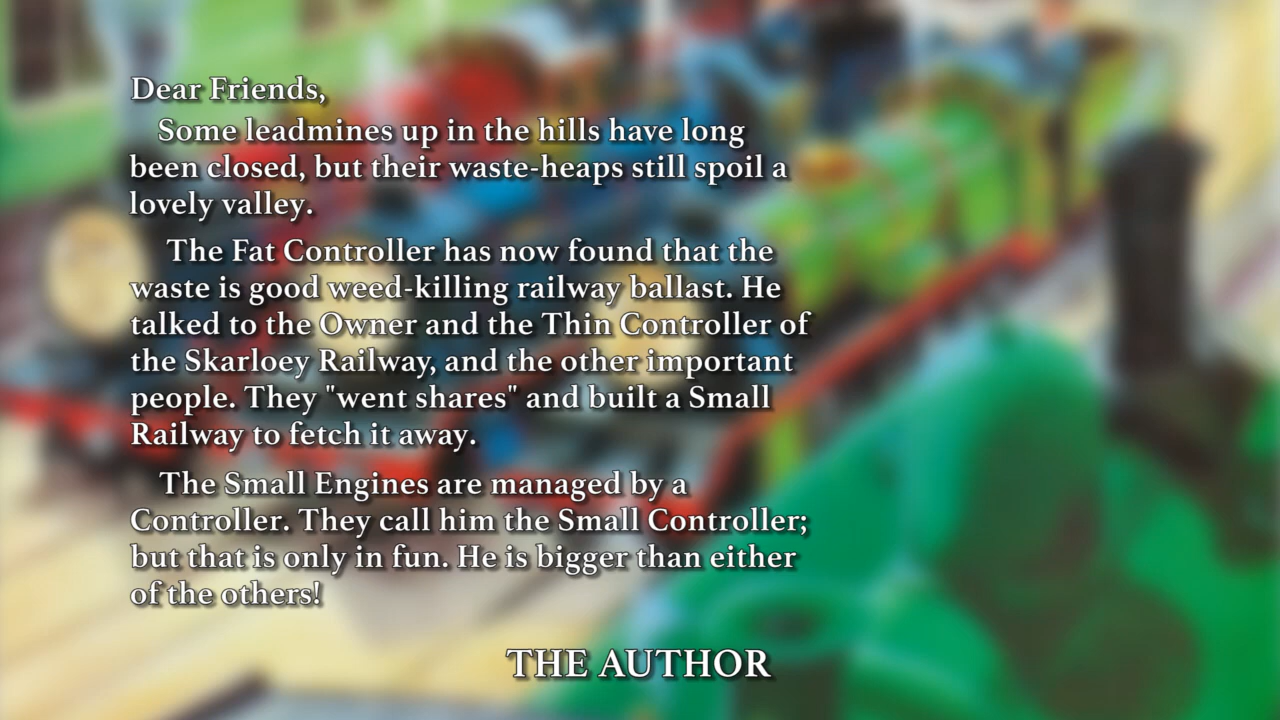 Dear Friends,
Some leadmines up in the hills have long
been closed, but their waste-heaps still spoil a
lovely valley.
The Fat Controller has now found that the
waste is good weed-killing railway ballast. He
talked to the Owner and the Thin Controller of
the Skarloey Railway, and the other important
people. They "went shares" and built a Small
Railway to fetch it away.
The Small Engines are managed by a
Controller. They call him the Small Controller;
but that is only in fun. He is bigger than either
of the others!
THE AUTHOR